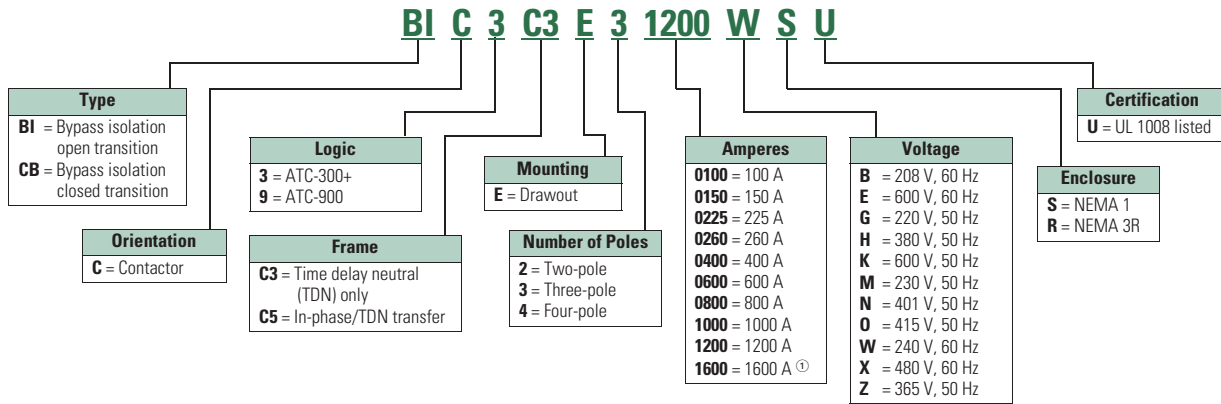 BI C 3 C3 E 3 1200 W S U
Type
BI = Bypass isolation
open transition
CB = Bypass isolation
closed transition
Orientation
C = Contactor
Logic
3 = ATC-300+
9 = ATC-900
Frame
C3 = Time delay neutral
(TDN) only
C5 = In-phase/TDN transfer
Mounting
E = Drawout
Number of Poles
2 = Two-pole
3 = Three-pole
4 = Four-pole
Amperes
0100 = 100 A
0150 = 150 A
0225 = 225 A
0260 = 260 A
0400 = 400 A
0600 = 600 A
0800 = 800 A
1000 = 1000 A
1200 = 1200 A
1600 = 1600 A ①
Voltage
B = 208 V, 60 Hz
E = 600 V, 60 Hz
G = 220 V, 50 Hz
H = 380 V, 50 Hz
K = 600 V, 50 Hz
M = 230 V, 50 Hz
N = 401 V, 50 Hz
O = 415 V, 50 Hz
W = 240 V, 60 Hz
X = 480 V, 60 Hz
Z = 365 V, 50 Hz
Enclosure
S = NEMA 1
R = NEMA 3R
Certification
U = UL 1008 listed